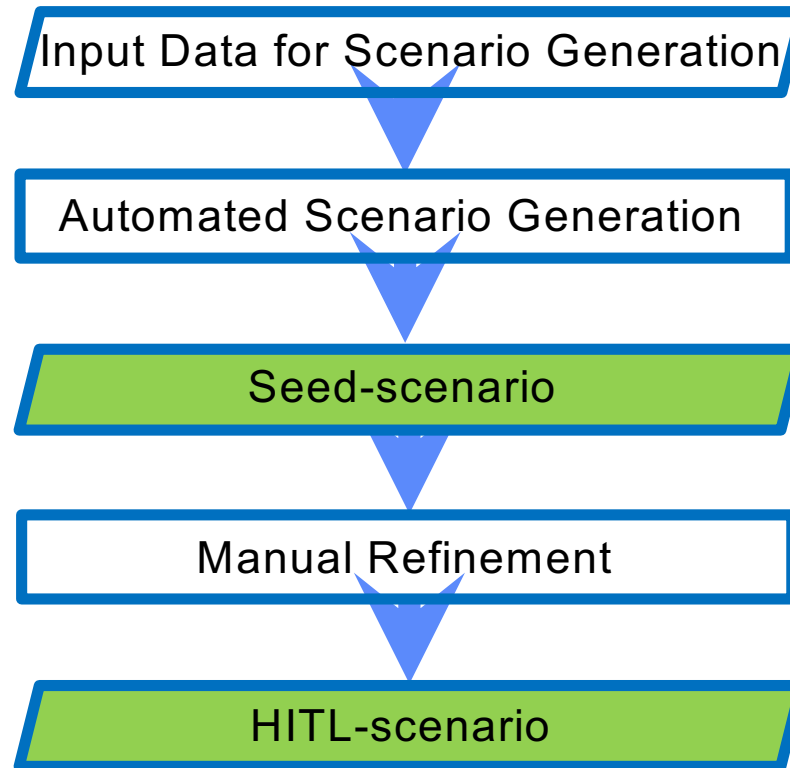 Input Data for Scenario Generation
Automated Scenario Generation
Seed-scenario
Manual Refinement
HITL-scenario